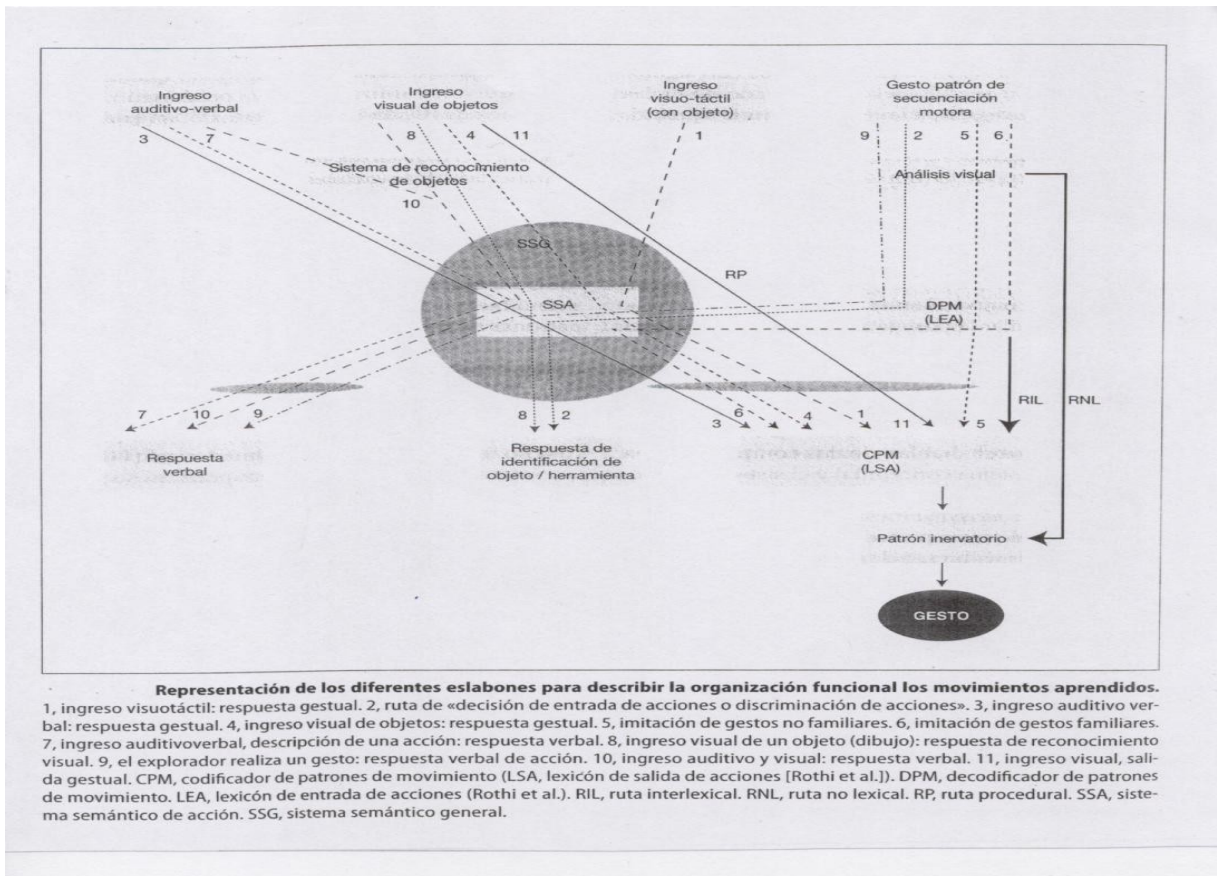 Ingreso
auditivo-verbal
Ingreso
visual de objetos
Ingreso
visuo-táctil
(con objeto)
Gesto patrón de
secuenciación
motora
3
7
8
4
11
1
9
2
5
6
Sistema de reconocimiento
de objetos
Análisis visual
10
SSG
RP
SSA
DPM
(LEA)
RIL
RNL
7
10
9
8
2
3
6
4
1
11
5
Respuesta
verbal
Respuesta de
identificación de
objeto / herramienta
CPM
(LSA)
Patrón inervatorio
GESTO
Representación de los diferentes eslabones para describir la organización funcional los movimientos aprendidos.
1, ingreso visuotáctil: respuesta gestual. 2, ruta de «decisión de entrada de acciones o discriminación de acciones». 3, ingreso auditivo ver-
bal: respuesta gestual. 4, ingreso visual de objetos: respuesta gestual. 5, imitación de gestos no familiares. 6, imitación de gestos familiares.
7, ingreso auditivoverbal, descripción de una acción: respuesta verbal. 8, ingreso visual de un objeto (dibujo): respuesta de reconocimiento
visual. 9, el explorador realiza un gesto: respuesta verbal de acción. 10, ingreso auditivo y visual: respuesta verbal. 11, ingreso visual, sali-
da gestual. CPM, codificador de patrones de movimiento (LSA, lexicón de salida de acciones [Rothi et al.]). DPM, decodificador de patrones
de movimiento. LEA, lexicón de entrada de acciones (Rothi et al.). RIL, ruta interlexical. RNL, ruta no lexical. RP, ruta procedural. SSA, siste-
ma semántico de acción. SSG, sistema semántico general.